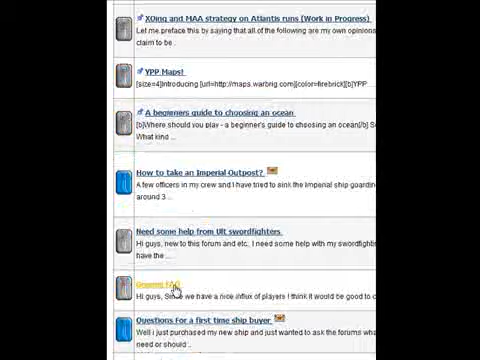 XOing and MAA strategy on Atlantis runs (Work in Progress)
Let me preface this by saying that all of the following are my own opinions
claim to be ..
YPP Maps!
[size=4]Introducing [url=http://maps.warbrig.com][color=firebrick][b]YPP
A beginners guide to choosing an ocean
[b]Where should you play - a beginner's guide to choosing an ocean[/b]
What kind ...
How to take an Imperial Outpost?
A few officers in my crew and I have tried to sink the Imperial ship guardin
around 3 ...
Need some help from Ult swordfighters
Hi guys, new to this forum and etc, I need some help with my swordfighti
have the ...
Hi guys, Since we have a nice influx of players I think it would be good to c
Questions For a first time ship buyer
Well i just purchased my new ship and just wanted to ask the forums wha
need or should ..